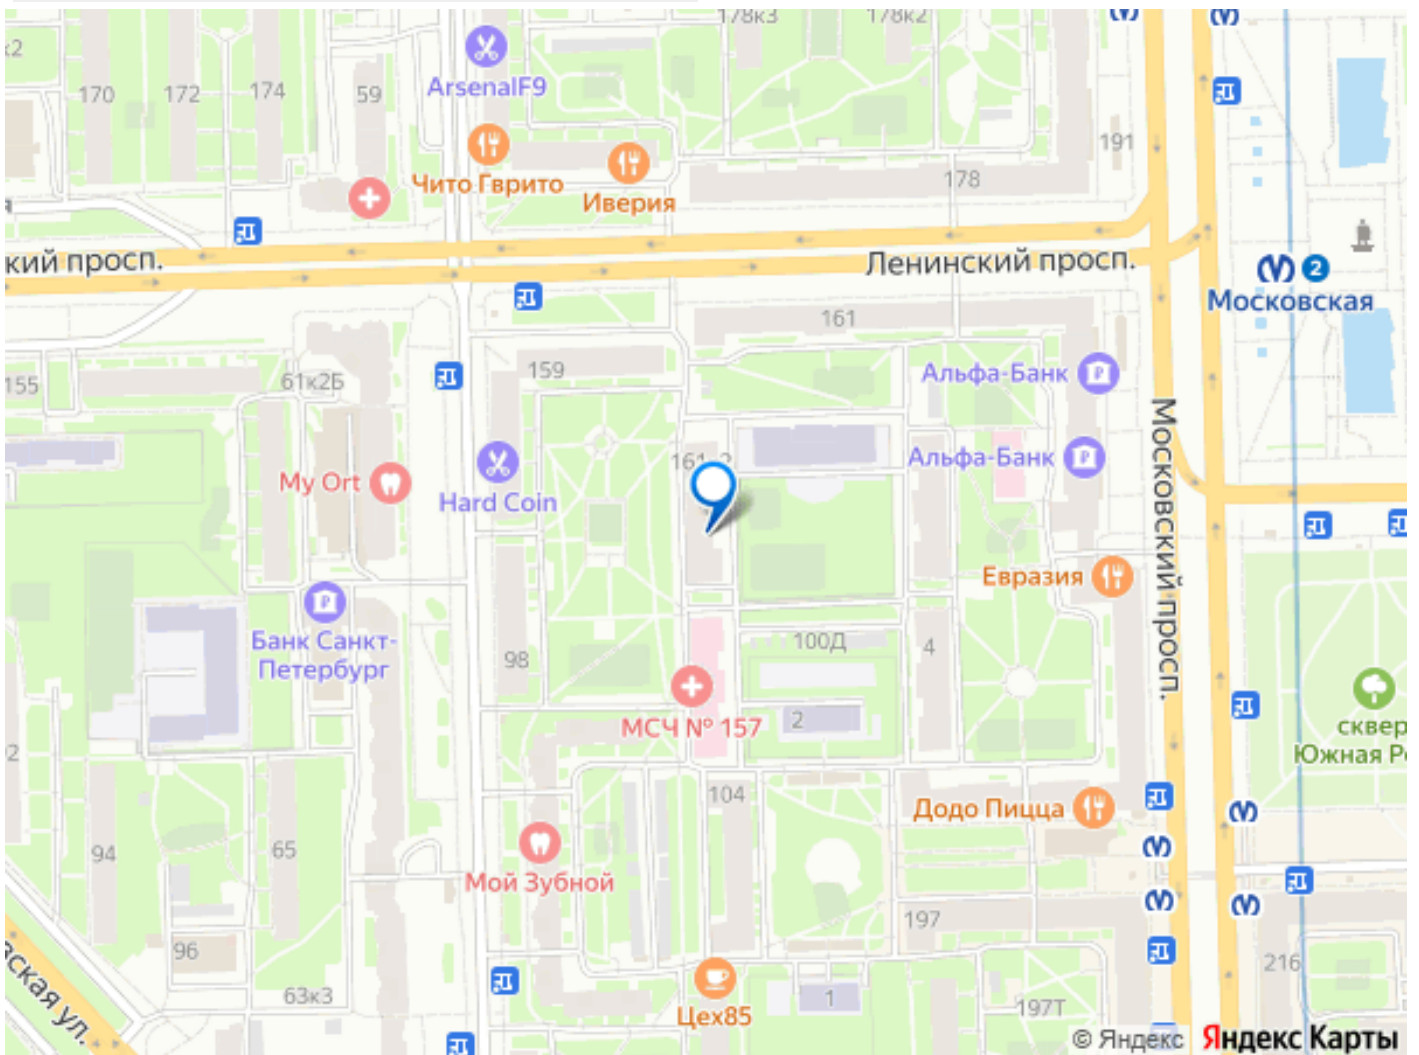 178к3
178к2
к2
170
172
174
59
ArsenalF9
191
Чито Гврито
Иверия
178
кий просп.
Ленинский просп.
2
Московская
161
159
155
61к2Б
Альфа-Банк
Московский просп.
Альфа-Банк
My Ort
Hard Coin
Евразия
Банк Санкт-
Петербург
98
100Д
4
МСЧ № 157
2
сквер
Южная Р
104
Додо Пицца
94
65
Мой Зубной
197
96
вская ул.
63к3
216
1
197Т
Цех85
© Яндекс Яндекс Карты